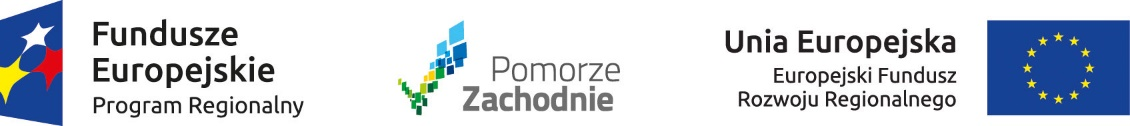 Fundusze
Europejskie
Program Regionalny
Pomorze
Zachodnie
Unia Europejska
Europejski Fundusz
Rozwoju Regionalnego